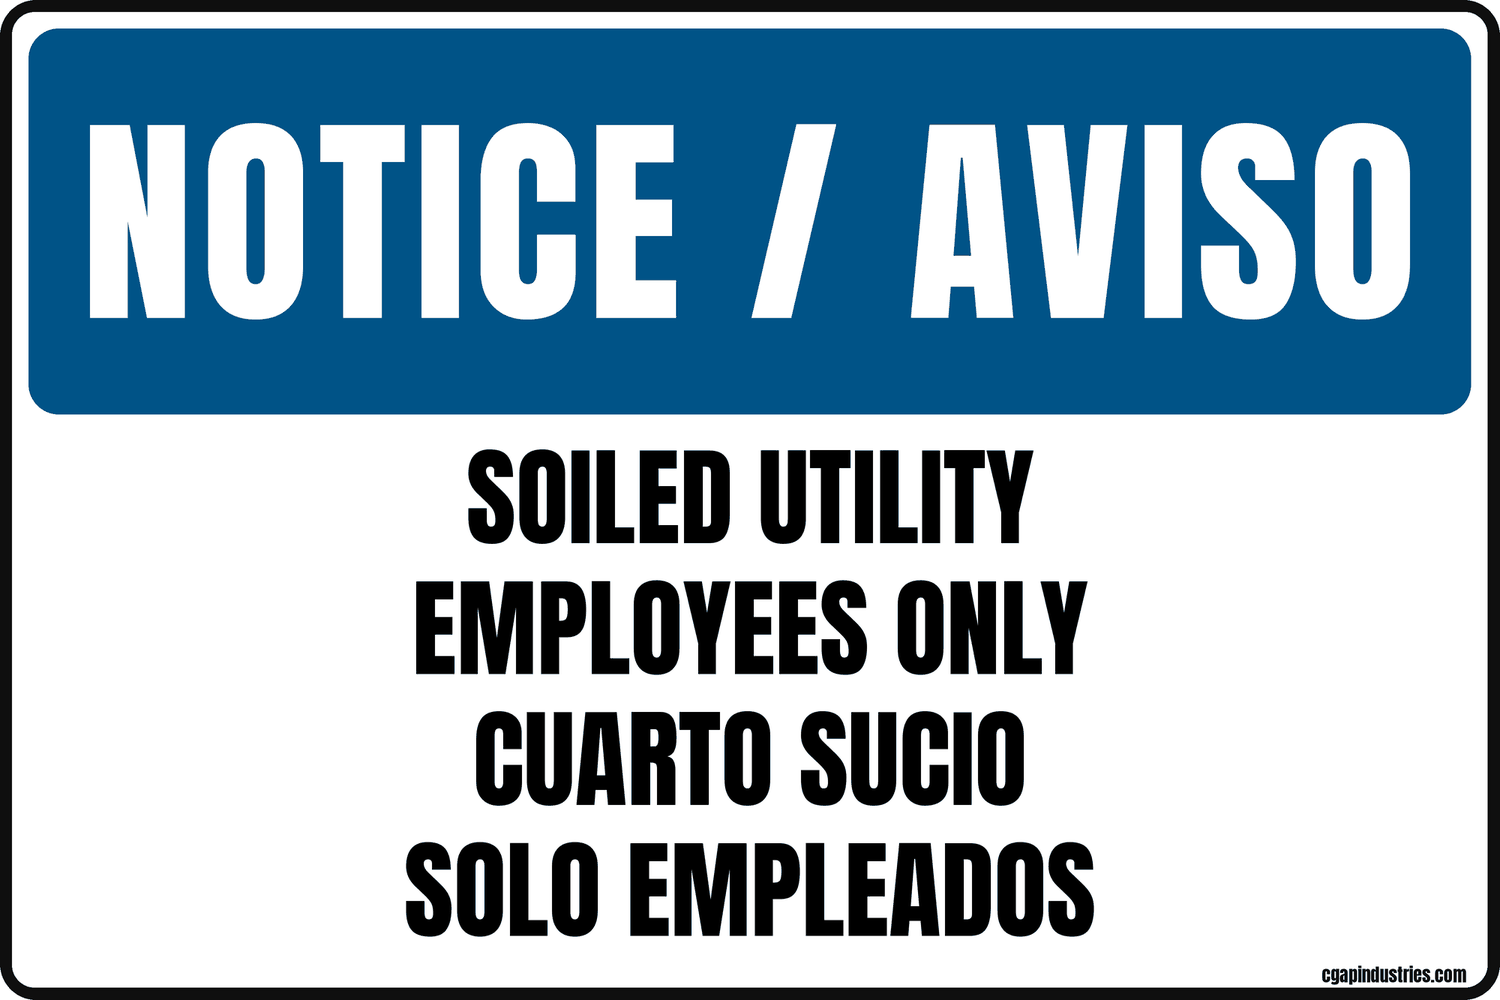 NOTICE / AVISO
SOILED UTILITY
EMPLOYEES ONLY
CUARTO SUCIO
SOLO EMPLEADOS
cgapindustries.com